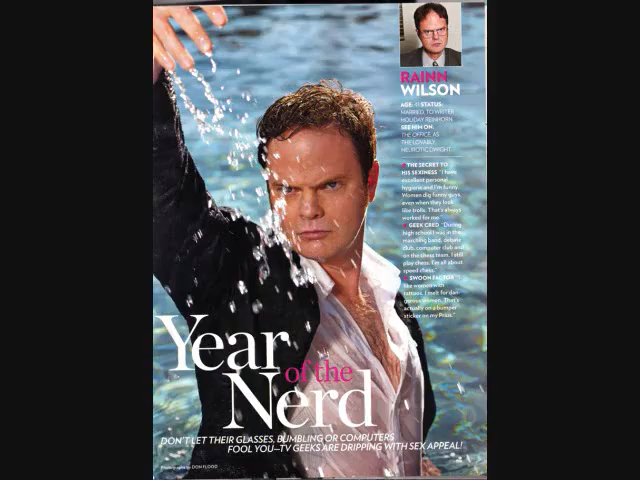 RAINN
WILSON
AGE: 41 STATUS:
MARRIED, TO WRITER
HOLIDAY REINHORN
SEE HIM ON:
THE OFFICE, AS
THE LOVABLY
NEUROTIC DWIGHT
THE SECRET TO
HIS SEXINESS "I have
excellent personal
hygiene and I'm funny.
Women dig funny guys,
even when they look
like trolls. That's always
worked for me."
GEEK CRED "During
high school I was in the
marching band, debate
club, computer club and
on the chess team. I still
play chess. I'm all about
speed chess."
SWOON FACTOR "I
like women with
tattoos. I melt for dan-
gerous women. That's
actually on a bumper
sticker on my Prius."
Year
of the
Nerd
DON'T LET THEIR GLASSES, BUMBLING OR COMPUTERS
FOOL YOU—TV GEEKS ARE DRIPPING WITH SEX APPEAL!
Photographs by DON FLOOD